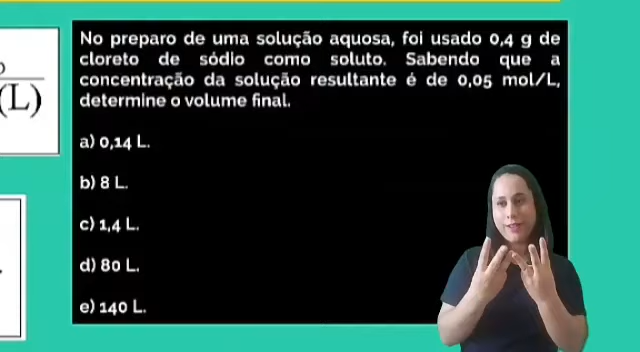 (L)
No preparo de uma solução aquosa, foi usado 0,4 g de
cloreto de sódio como soluto. Sabendo que a
concentração da solução resultante é de 0,05 mol/L,
determine o volume final.
a) 0,14 L.
b) 8 L.
c) 1,4 L.
d) 80 L.
e) 140 L.